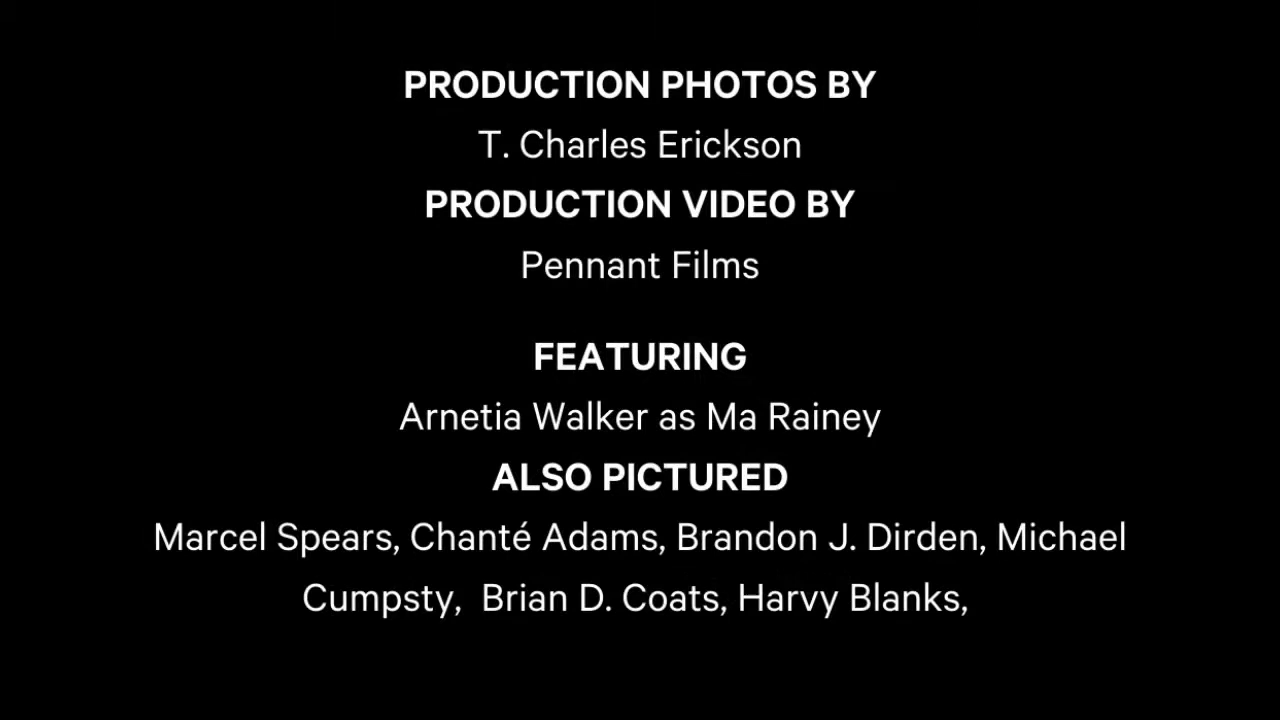 PRODUCTION PHOTOS BY
T. Charles Erickson
PRODUCTION VIDEO BY
Pennant Films
FEATURING
Arnetia Walker as Ma Rainey
ALSO PICTURED
Marcel Spears, Chanté Adams, Brandon J. Dirden, Michael
Cumpsty,  Brian D. Coats, Harvy Blanks,